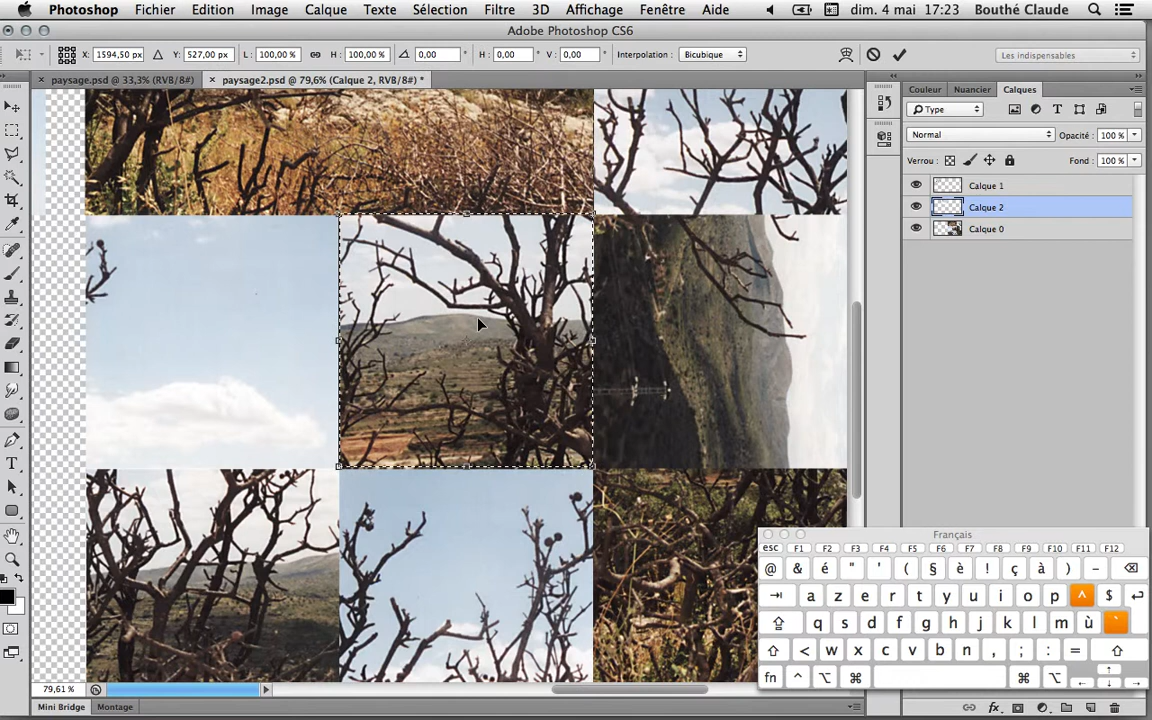 Photoshop Fichier Edition Image Calque Texte Sélection Filtre 3D Affichage Fenêtre Aide dim. 4 mai 17:23 Bouthé Claude
Photoshop CS6
X: 1594,50 px Y: 527,00 px L: 100,00 % H: 100,00 % 0,00 ° H: 0,00 ° V: 0,00 ° Interpolation : Bicubique Les indispensables
× paysage.psd @ 33,3% (RVB/8#) × paysage2.psd @ 79,6% (Calque 2, RVB/8#) *
Couleur Nuancier Calques
Type
Normal Opacité : 100 %
Verrou : Fond : 100 %
Calque 1
Calque 2
Calque 0
Français
esc F1 F2 F3 F4 F5 F6 F7 F8 F9 F10 F11 F12
@ & é " ' ( § è ! ç à ) -
a z e r t y u i o p ^ $
q s d f g h j k l m ù `
< w x c v b n , ; : =
fn ^ ⌥ ⌘ ⌘ ⌥
79,61 %
Mini Bridge Montage